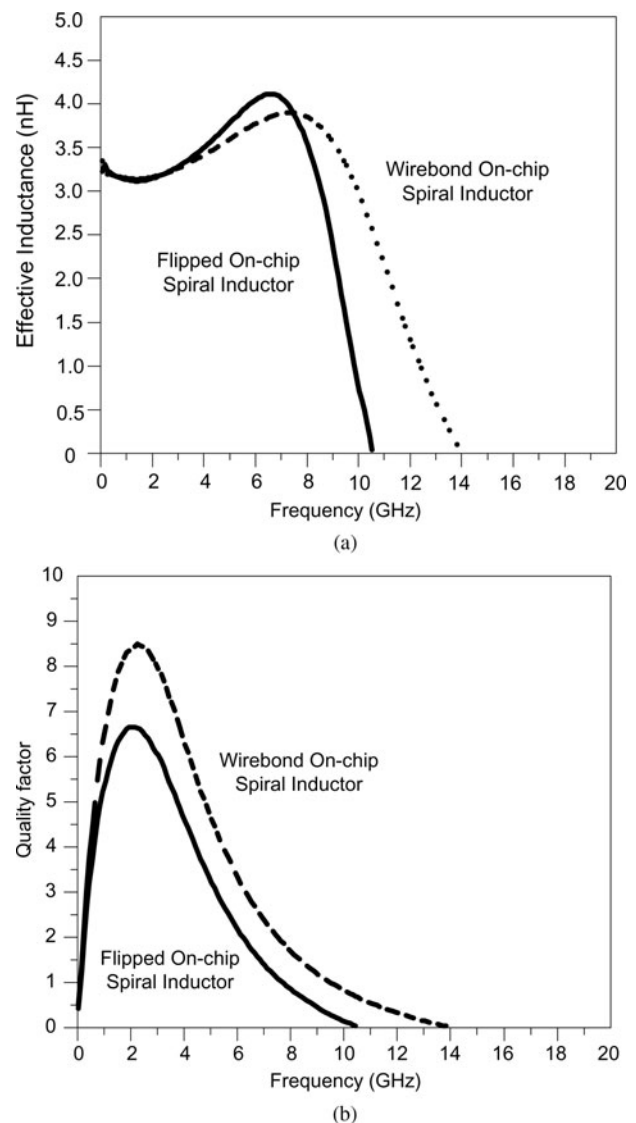 5.0
4.5
4.0
3.5
3.0
2.5
2.0
1.5
1.0
0.5
0
Effective Inductance (nH)
Wirebond On-chip
Spiral Inductor
Flipped On-chip
Spiral Inductor
0 2 4 6 8 10 12 14 16 18 20
Frequency (GHz)
(a)
10
9
8
7
6
5
4
3
2
1
0
Quality factor
Wirebond On-chip
Spiral Inductor
Flipped On-chip
Spiral Inductor
0 2 4 6 8 10 12 14 16 18 20
Frequency (GHz)
(b)